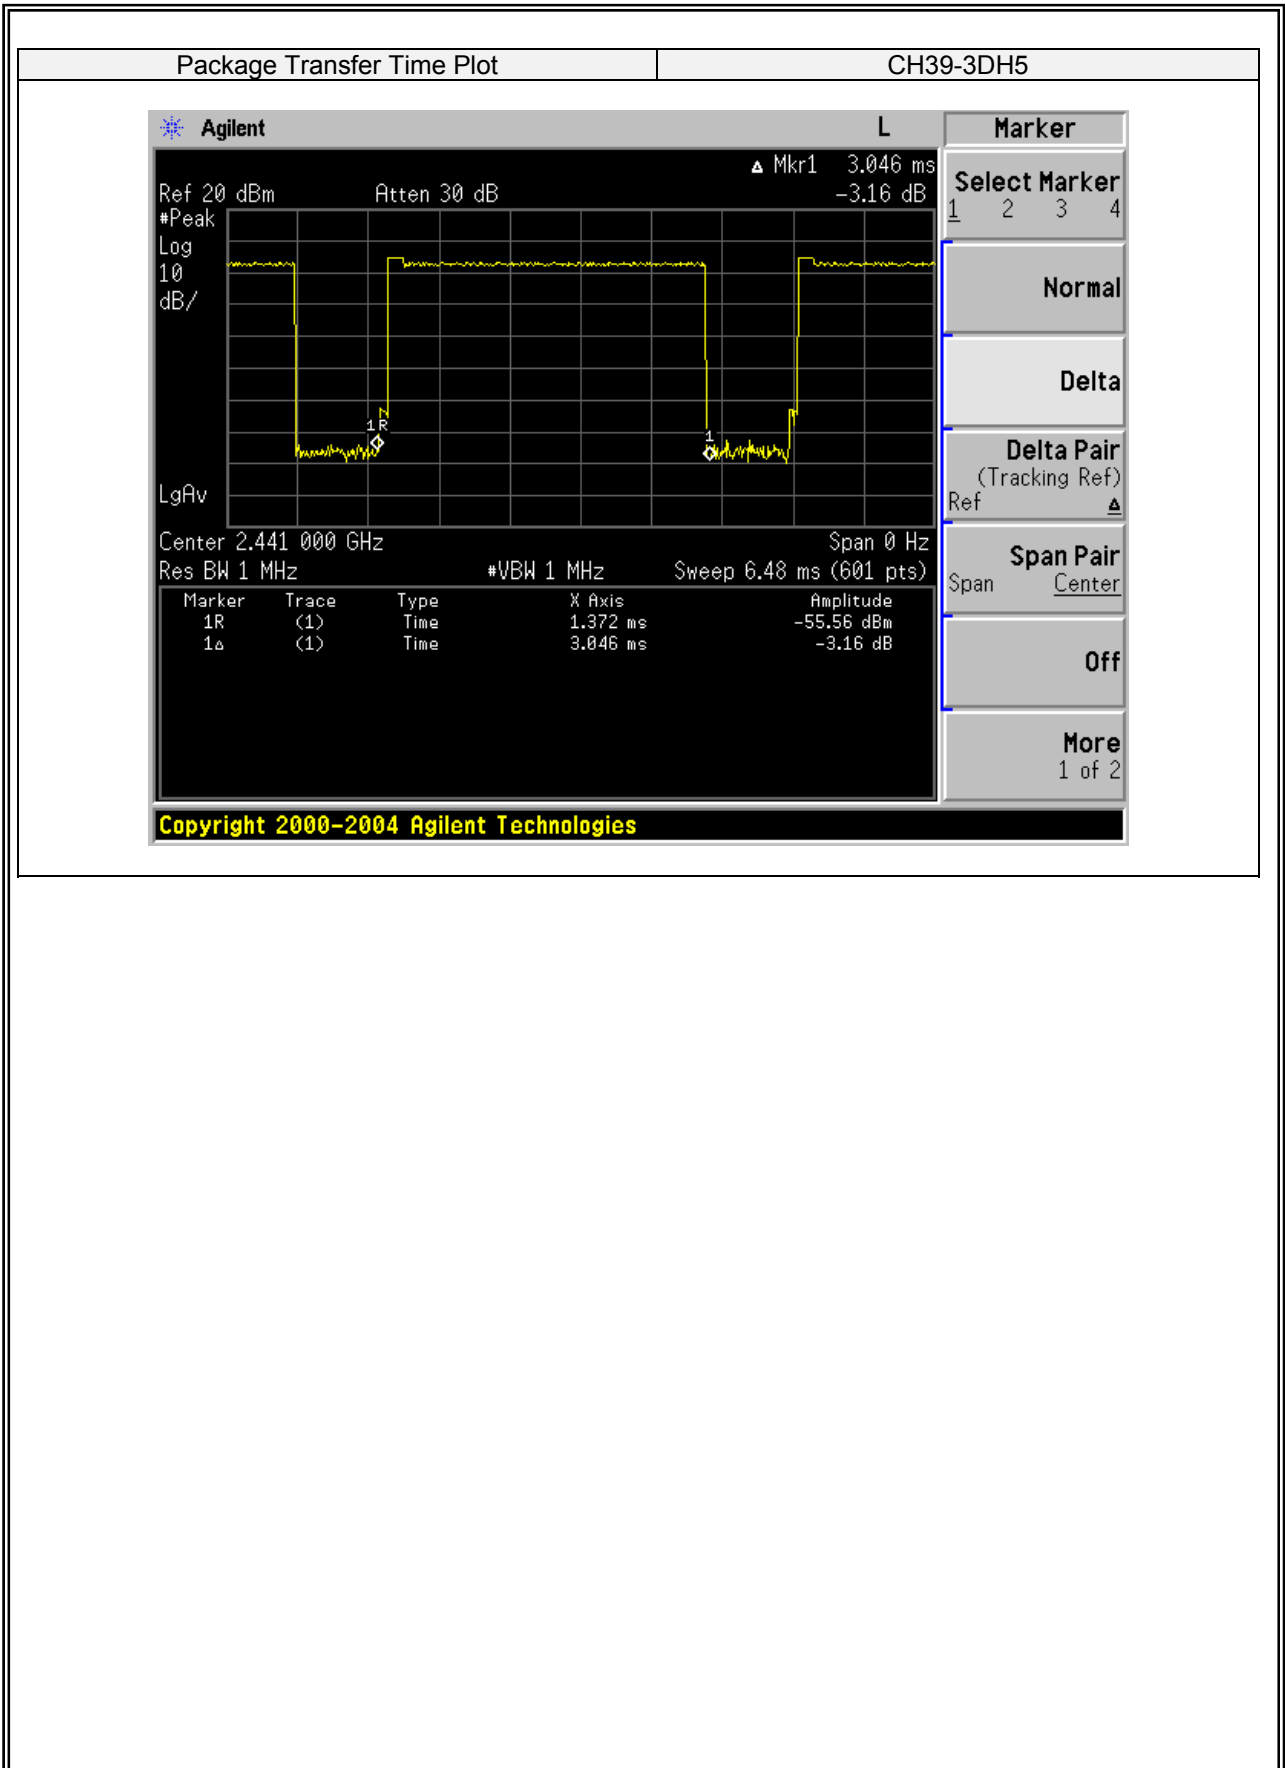 Package Transfer Time Plot CH39-3DH5
Agilent L Marker
Δ Mkr1 3.046 ms
Ref 20 dBm Atten 30 dB -3.16 dB
#Peak
Log
10
dB/
1R
1
LgAv
Center 2.441 000 GHz Span 0 Hz
Res BW 1 MHz #VBW 1 MHz Sweep 6.48 ms (601 pts)
Marker Trace Type X Axis Amplitude
1R (1) Time 1.372 ms -55.56 dBm
1Δ (1) Time 3.046 ms -3.16 dB
Select Marker
1 2 3 4
Normal
Delta
Delta Pair
(Tracking Ref)
Ref Δ
Span Pair
Span Center
Off
More
1 of 2
Copyright 2000-2004 Agilent Technologies